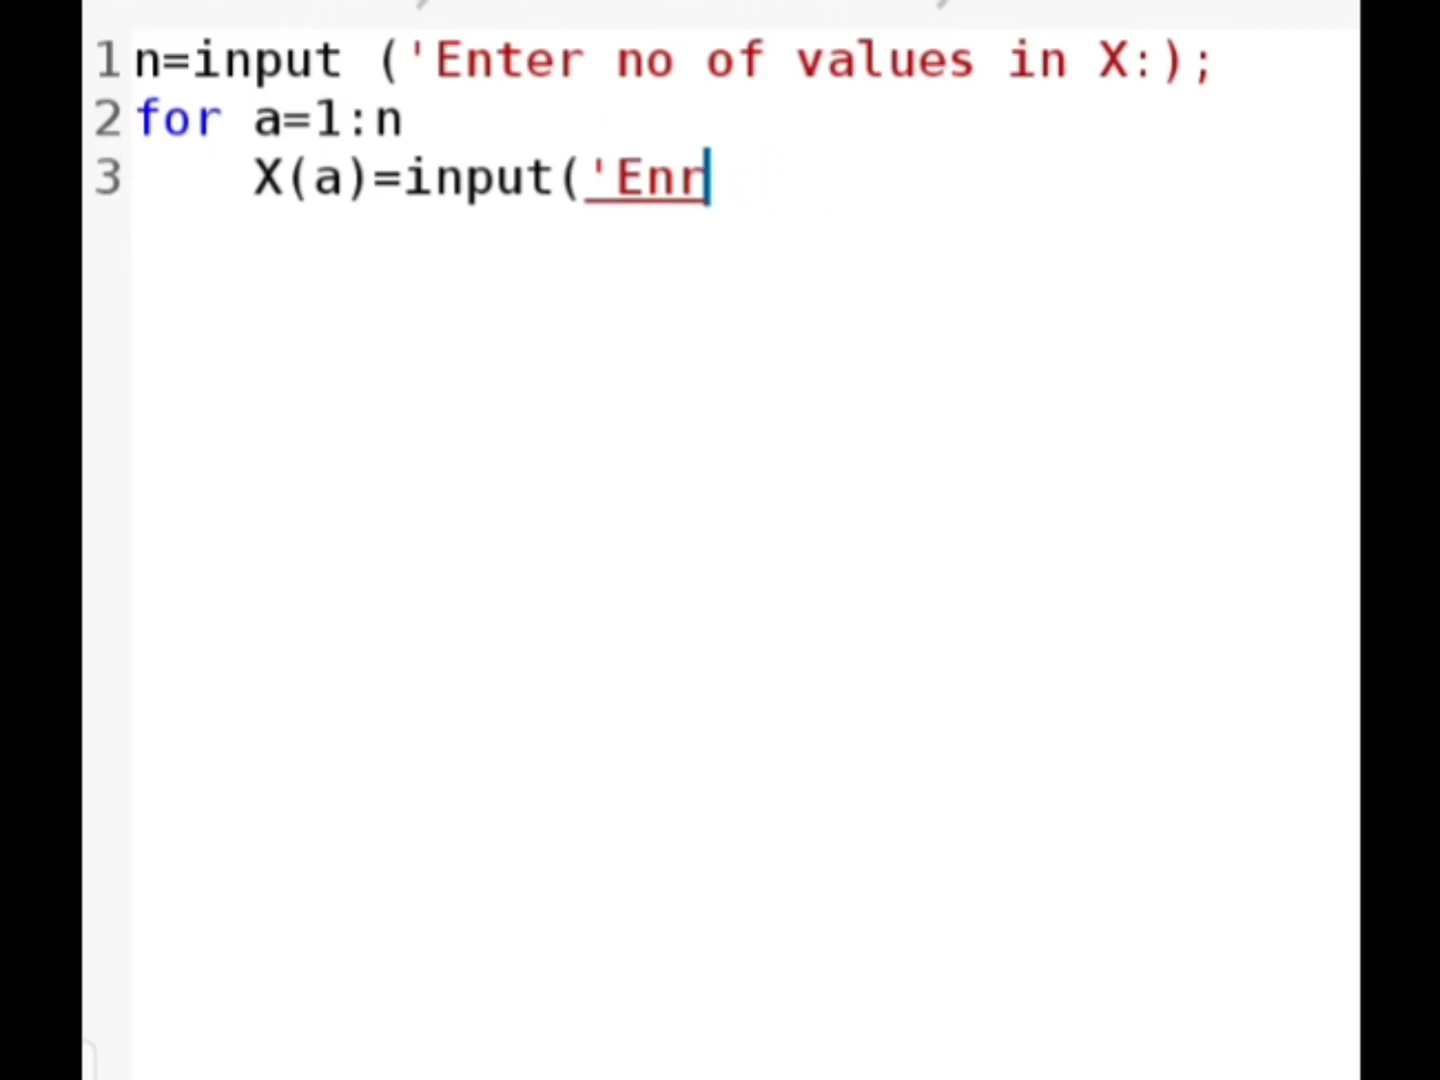 1 n=input ('Enter no of values in X:);
2 for a=1:n
3 X(a)=input('Enr